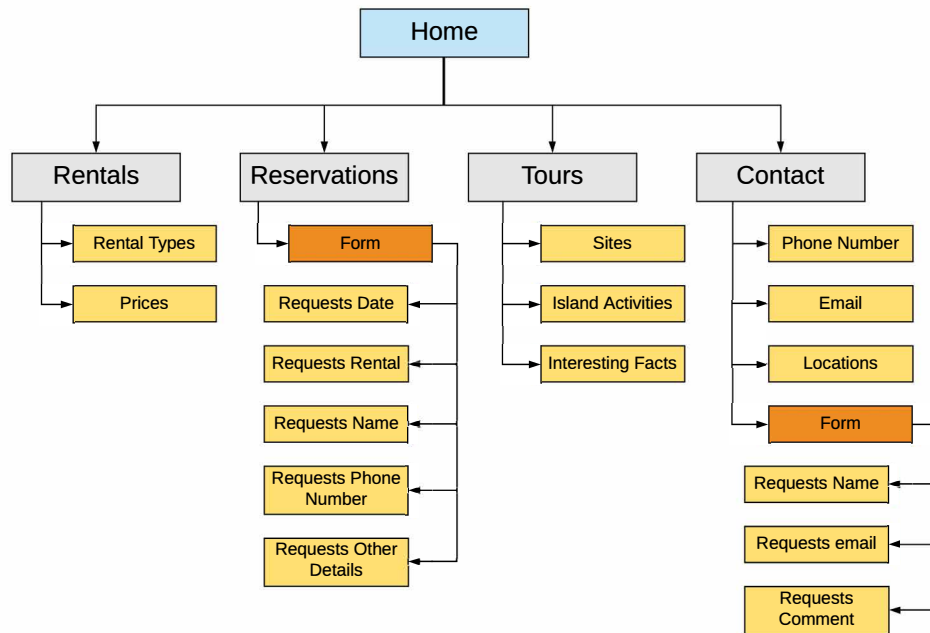 Home
Rentals
Reservations
Tours
Contact
Rental Types
Prices
Form
Requests Date
Requests Rental
Requests Name
Requests Phone
Number
Requests Other
Details
Sites
Island Activities
Interesting Facts
Phone Number
Email
Locations
Form
Requests Name
Requests email
Requests
Comment